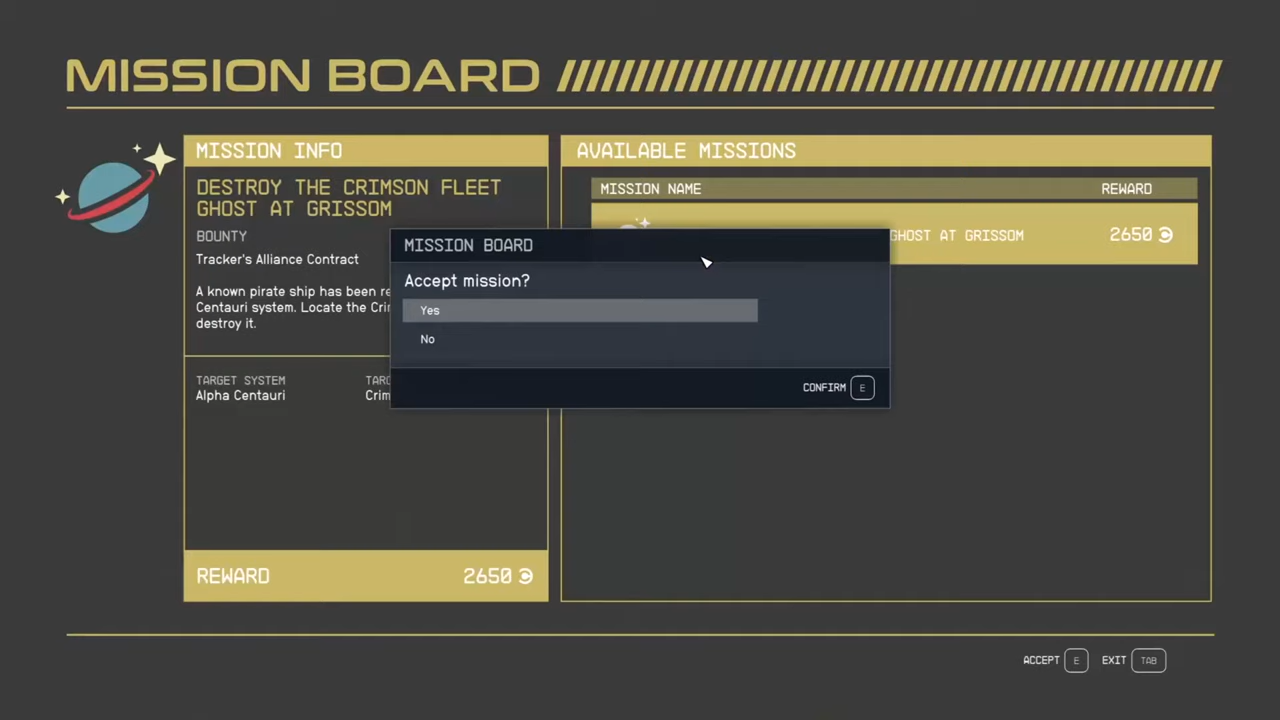 MISSION BOARD
MISSION INFO
DESTROY THE CRIMSON FLEET
GHOST AT GRISSOM
BOUNTY
Tracker's Alliance Contract
A known pirate ship has been re
Centauri system. Locate the Cri
destroy it.
TARGET SYSTEM
Alpha Centauri
Crim
REWARD 2650
AVAILABLE MISSIONS
MISSION NAME REWARD
GHOST AT GRISSOM 2650
MISSION BOARD
Accept mission?
Yes
No
CONFIRM E
ACCEPT E EXIT TAB